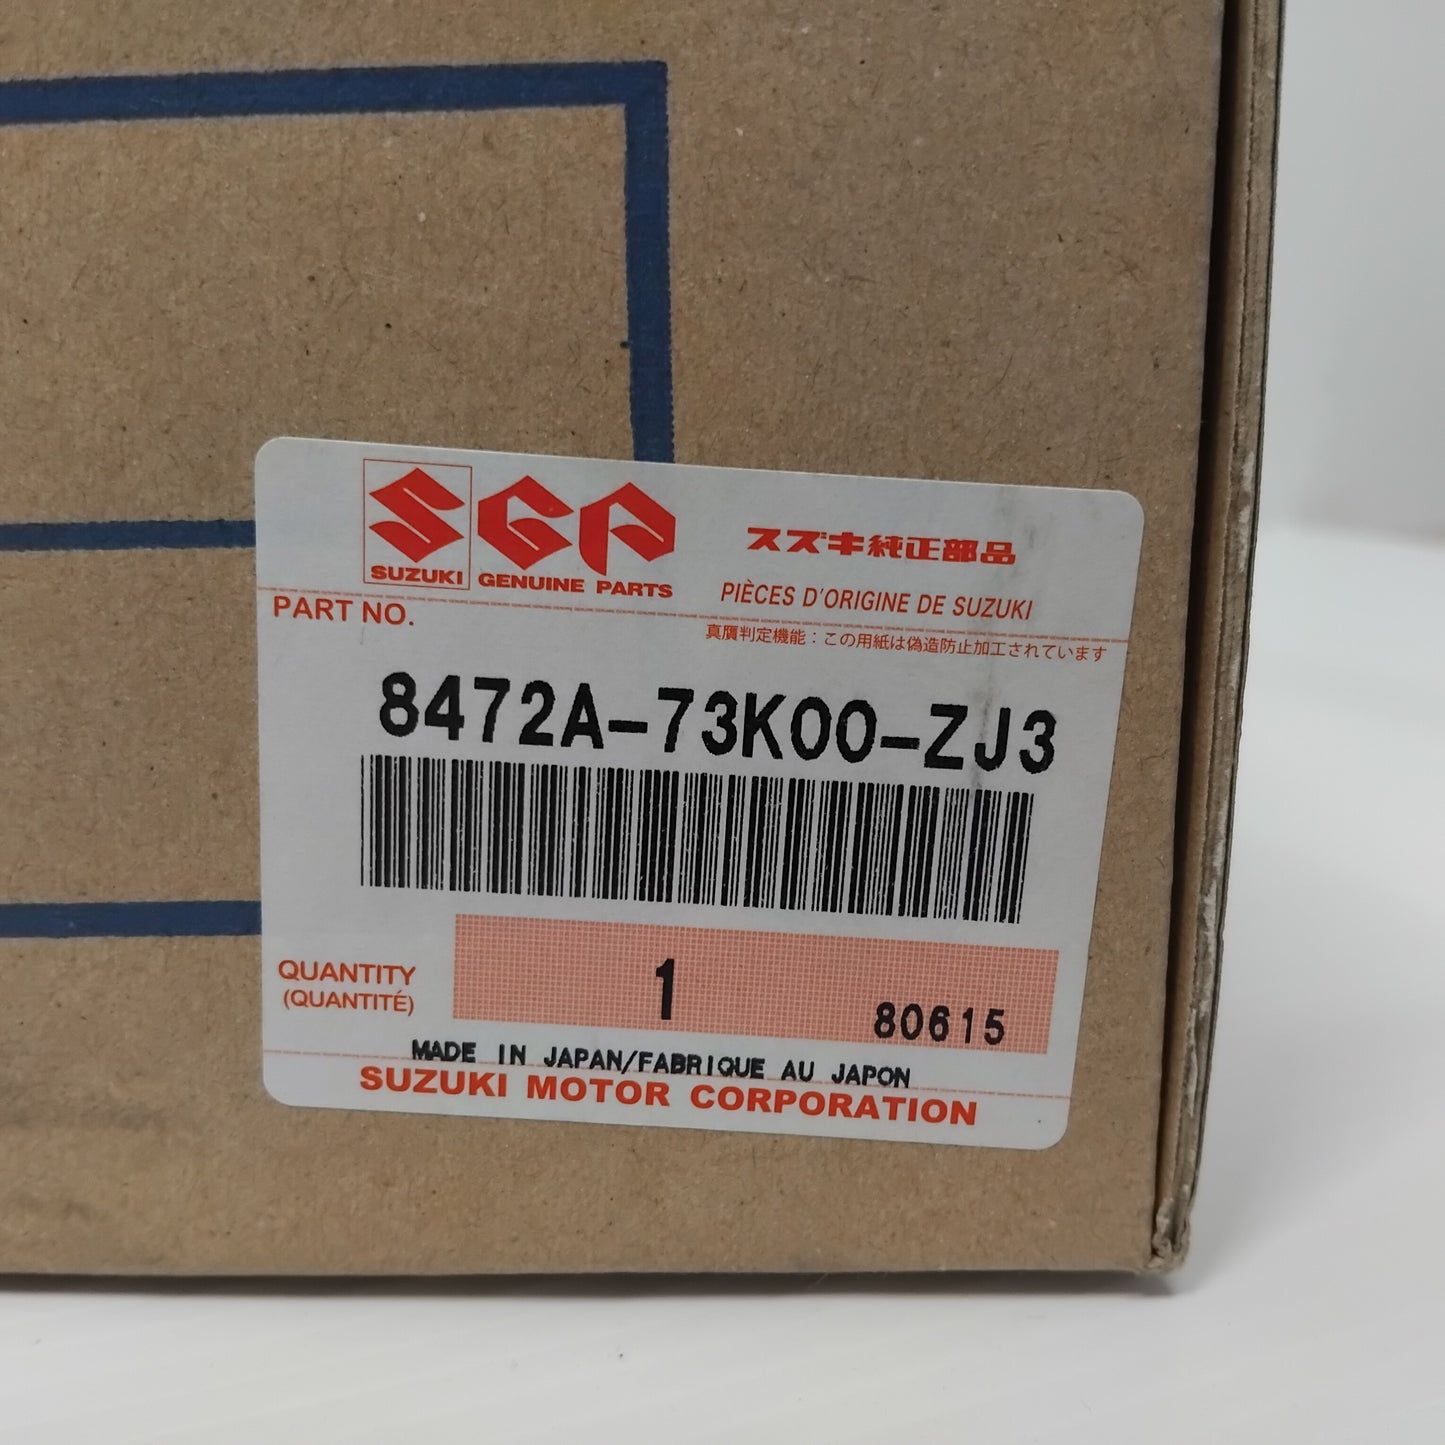 SGP
SUZUKI GENUINE PARTS
スズキ純正部品
PIÈCES D'ORIGINE DE SUZUKI
PART NO.
真贋判定機能：この用紙は偽造防止加工されています
8472A-73K00-ZJ3
QUANTITY
(QUANTITÉ)
1
80615
MADE IN JAPAN/FABRIQUE AU JAPON
SUZUKI MOTOR CORPORATION